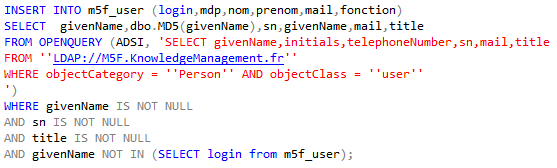 INSERT INTO m5f_user (login,mdp,nom,prenom,mail,fonction)
SELECT  givenName,dbo.MD5(givenName),sn,givenName,mail,title
FROM OPENQUERY (ADSI, 'SELECT givenName,initials,telephoneNumber,sn,mail,title
FROM ''LDAP://M5F.KnowledgeManagement.fr''
WHERE objectCategory = ''Person'' AND objectClass = ''user''
')
WHERE givenName IS NOT NULL
AND sn IS NOT NULL
AND title IS NOT NULL
AND givenName NOT IN (SELECT login from m5f_user);